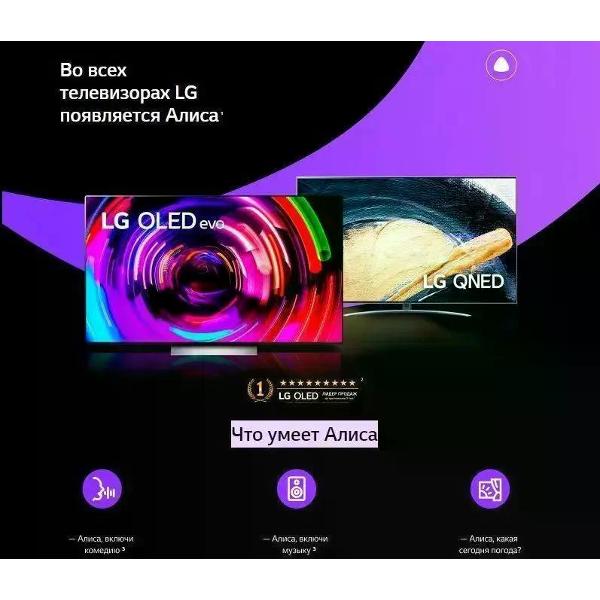 Во всех
телевизорах LG
появляется Алиса¹
LG OLED evo
LG QNED
1
2
LG OLED ЛИДЕР ПРОДАЖ
Что умеет Алиса
— Алиса, включи
комедию ³
— Алиса, включи
музыку ³
— Алиса, какая
сегодня погода?